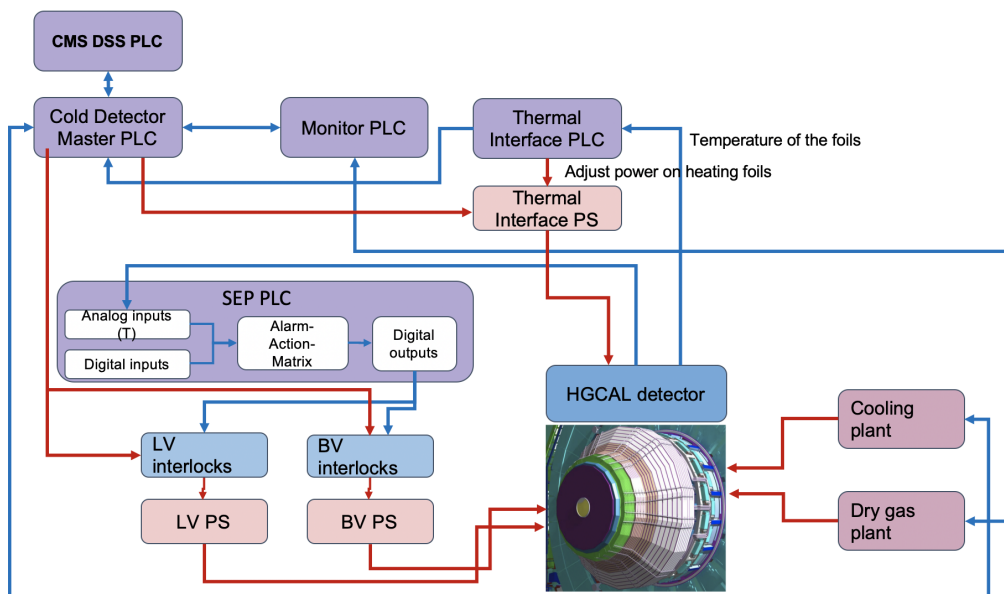 CMS DSS PLC
Cold Detector
Master PLC
Monitor PLC
Thermal
Interface PLC
Temperature of the foils
Adjust power on heating foils
Thermal
Interface PS
SEP PLC
Analog inputs
(T)
Digital inputs
Alarm-
Action-
Matrix
Digital
outputs
HGCAL detector
Cooling
plant
LV
interlocks
BV
interlocks
LV PS
BV PS
Dry gas
plant